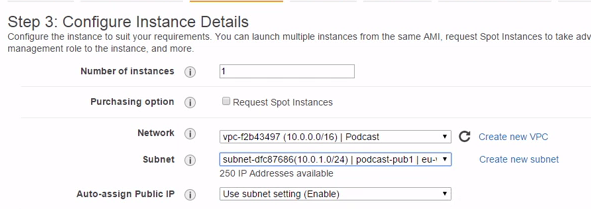 Step 3: Configure Instance Details
Configure the instance to suit your requirements. You can launch multiple instances from the same AMI, request Spot Instances to take adv
management role to the instance, and more.
Number of instances i 1
Purchasing option i Request Spot Instances
Network i vpc-f2b43497 (10.0.0.0/16) | Podcast Create new VPC
Subnet i subnet-dfc87686(10.0.1.0/24) | podcast-pub1 | eu- Create new subnet
250 IP Addresses available
Auto-assign Public IP i Use subnet setting (Enable)